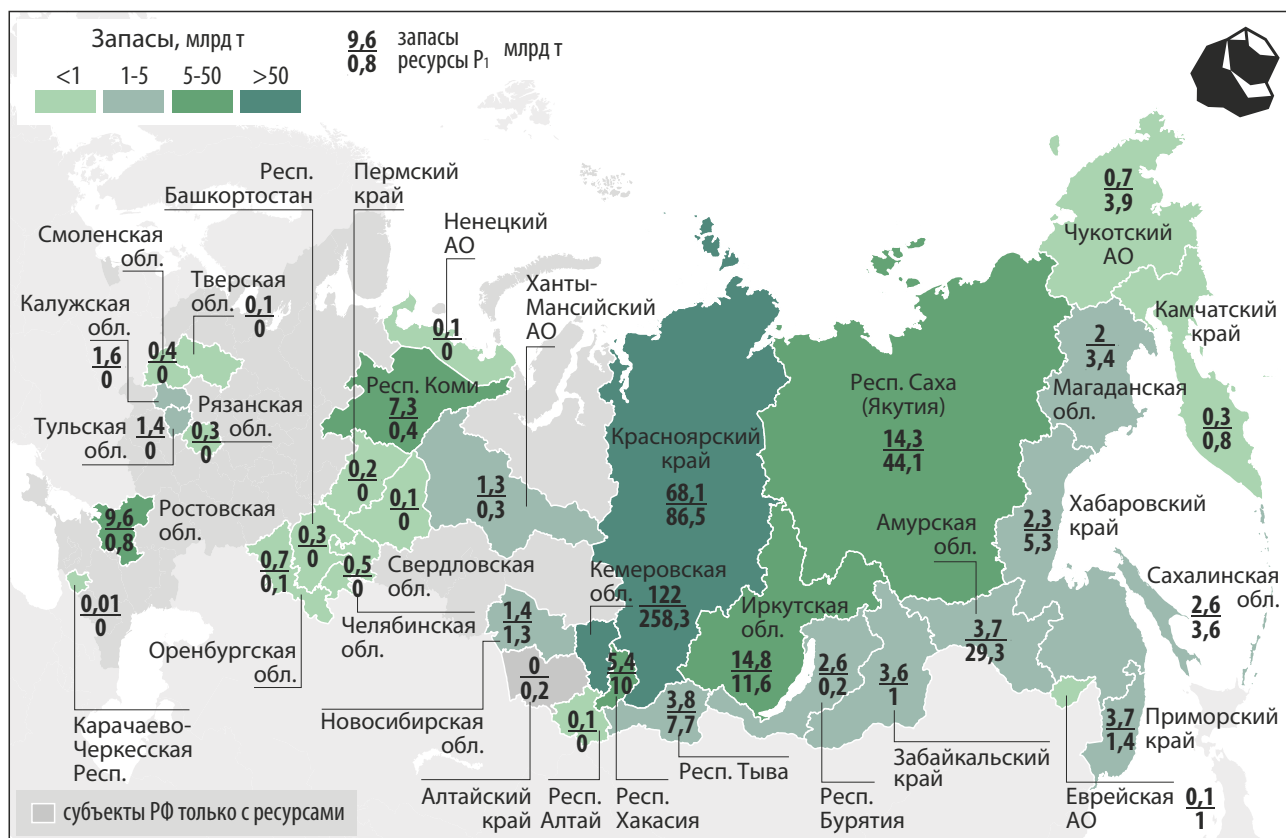 Запасы, млрд т
<1
1-5
5-50
>50
9,6
0,8
запасы
ресурсы P₁
млрд т
Респ.
Башкортостан
Пермский
край
Ненецкий
АО
Смоленская
обл.
Тверская
обл.
0,1
0
Ханты-
Мансийский
АО
Калужская
обл.
1,6
0
0,4
0
0,1
0
0,7
3,9
Чукотский
АО
Камчатский
край
0,3
0,8
2
3,4
Магаданская
обл.
Респ. Коми
7,3
0,4
Рязанская
обл.
0,3
0
Тульская
обл.
1,4
0
Красноярский
край
68,1
86,5
Респ. Саха
(Якутия)
14,3
44,1
0,2
0
0,1
0
1,3
0,3
Ростовская
обл.
9,6
0,8
Хабаровский
край
2,3
5,3
Амурская
обл.
3,7
29,3
0,3
0
0,7
0,1
0,5
0
Свердловская
обл.
Кемеровская
обл.
122
258,3
Сахалинская
обл.
2,6
3,6
0,01
0
Челябинская
обл.
Оренбургская
обл.
1,4
1,3
Иркутская
обл.
14,8
11,6
0
0,2
5,4
10
2,6
0,2
3,6
1
Новосибирская
обл.
0,1
0
3,8
7,7
3,7
1,4
Приморский
край
Карачаево-
Черкесская
Респ.
Респ. Тыва
Забайкальский
край
Алтайский
край
Респ.
Алтай
Респ.
Хакасия
Респ.
Бурятия
Еврейская
АО
0,1
1
субъекты РФ только с ресурсами